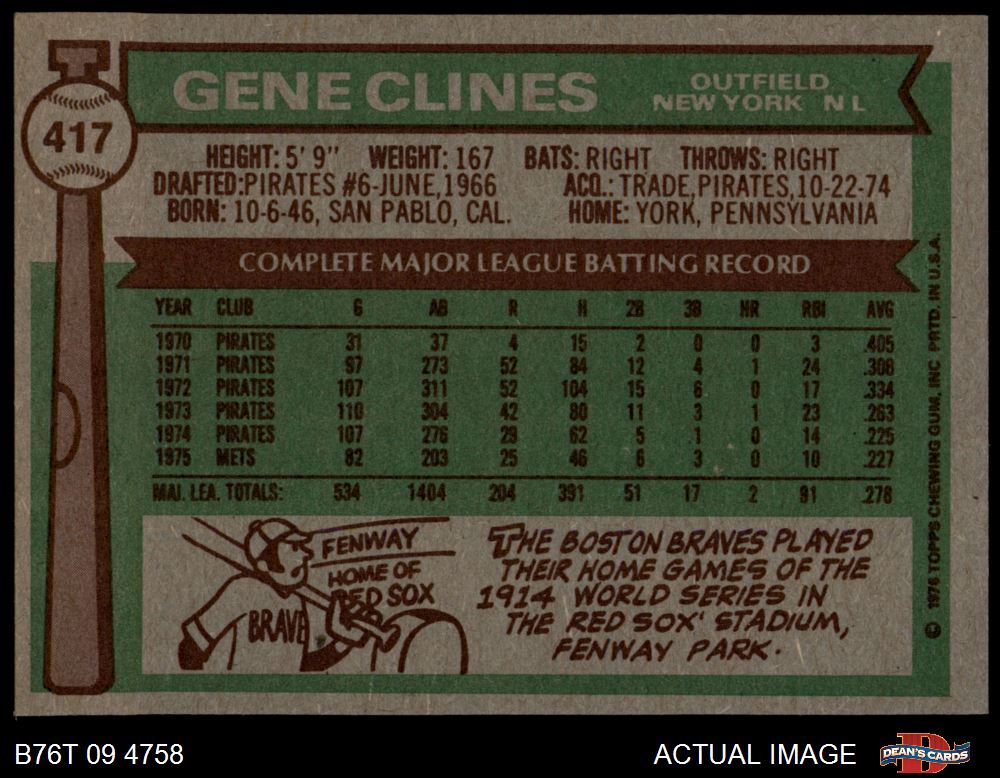 GENE CLINES
OUTFIELD
NEW YORK N L
417
HEIGHT: 5' 9" WEIGHT: 167 BATS: RIGHT THROWS: RIGHT
DRAFTED: PIRATES #6-JUNE, 1966 ACQ.: TRADE, PIRATES, 10-22-74
BORN: 10-6-46, SAN PABLO, CAL. HOME: YORK, PENNSYLVANIA
COMPLETE MAJOR LEAGUE BATTING RECORD
YEAR CLUB G AB R H 2B 3B HR RBI AVG
1970 PIRATES 31 37 4 15 2 0 0 3 .405
1971 PIRATES 97 273 52 84 12 4 1 24 .308
1972 PIRATES 107 311 52 104 15 6 0 17 .334
1973 PIRATES 110 304 42 80 11 3 1 23 .263
1974 PIRATES 107 276 29 62 5 1 0 14 .225
1975 METS 82 203 25 46 6 3 0 10 .227
MAJ. LEA. TOTALS: 534 1404 204 391 51 17 2 91 .278
FENWAY
HOME OF
RED SOX
BRAVE
THE BOSTON BRAVES PLAYED
THEIR HOME GAMES OF THE
1914 WORLD SERIES IN
THE RED SOX' STADIUM,
FENWAY PARK.
© 1976 TOPPS CHEWING GUM, INC. PRTD. IN U.S.A.
B76T 09 4758
ACTUAL IMAGE
D
DEAN'S CARDS